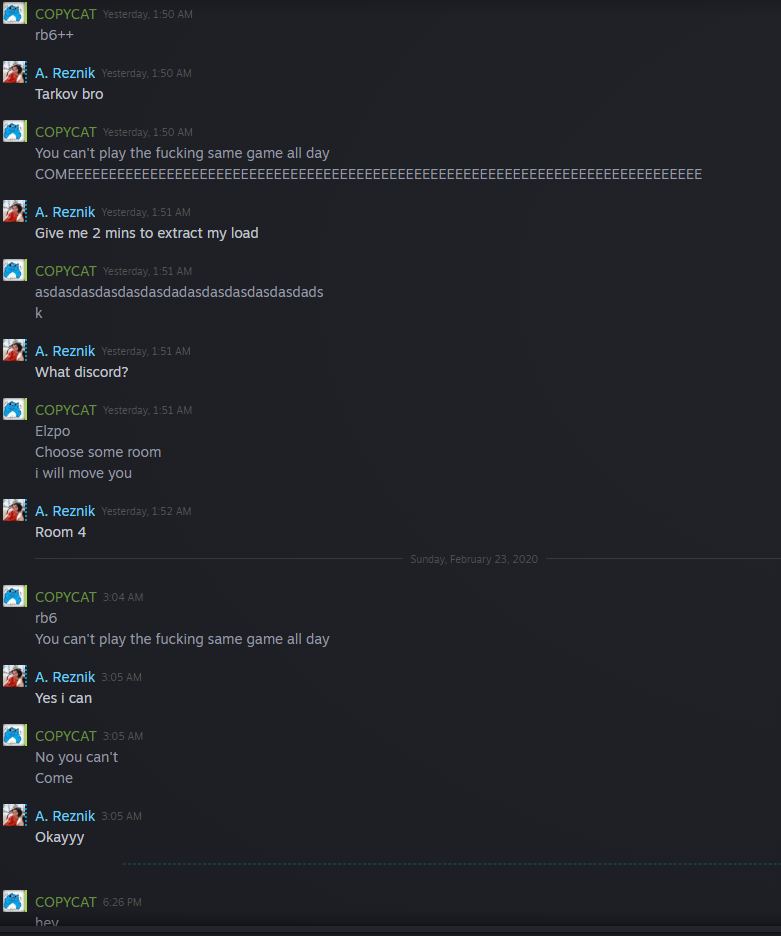 COPYCAT Yesterday, 1:50 AM
rb6++
A. Reznik Yesterday, 1:50 AM
Tarkov bro
COPYCAT Yesterday, 1:50 AM
You can't play the fucking same game all day
COMEEEEEEEEEEEEEEEEEEEEEEEEEEEEEEEEEEEEEEEEEEEEEEEEEEEEEEEEEEEEEEEEEEEEEEEEEEEEE
A. Reznik Yesterday, 1:51 AM
Give me 2 mins to extract my load
COPYCAT Yesterday, 1:51 AM
asdasdasdasdasdasdadasdasdasdasdasdads
k
A. Reznik Yesterday, 1:51 AM
What discord?
COPYCAT Yesterday, 1:51 AM
Elzpo
Choose some room
i will move you
A. Reznik Yesterday, 1:52 AM
Room 4
Sunday, February 23, 2020
COPYCAT 3:04 AM
rb6
You can't play the fucking same game all day
A. Reznik 3:05 AM
Yes i can
COPYCAT 3:05 AM
No you can't
Come
A. Reznik 3:05 AM
Okayyy
COPYCAT 6:26 PM
hey